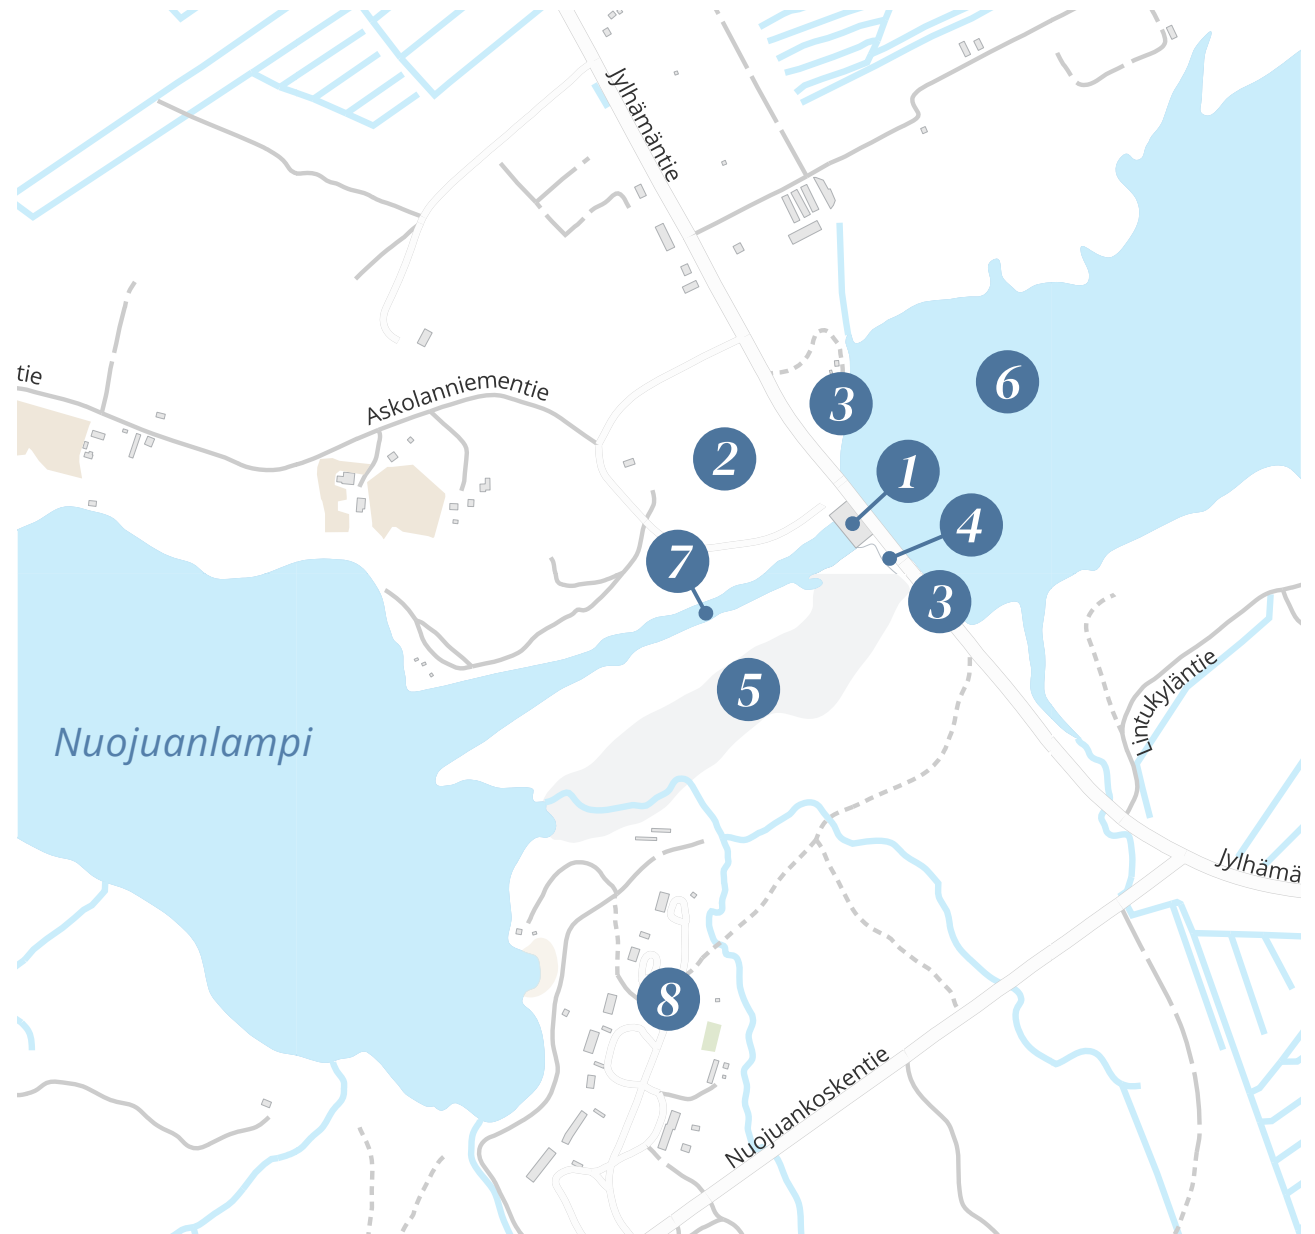 Jylhämäntie
tie
Askolanniementie
6
3
2
1
4
7
3
5
Lintukyläntie
Nuojuanlampi
Jylhämä
8
Nuojuankoskentie